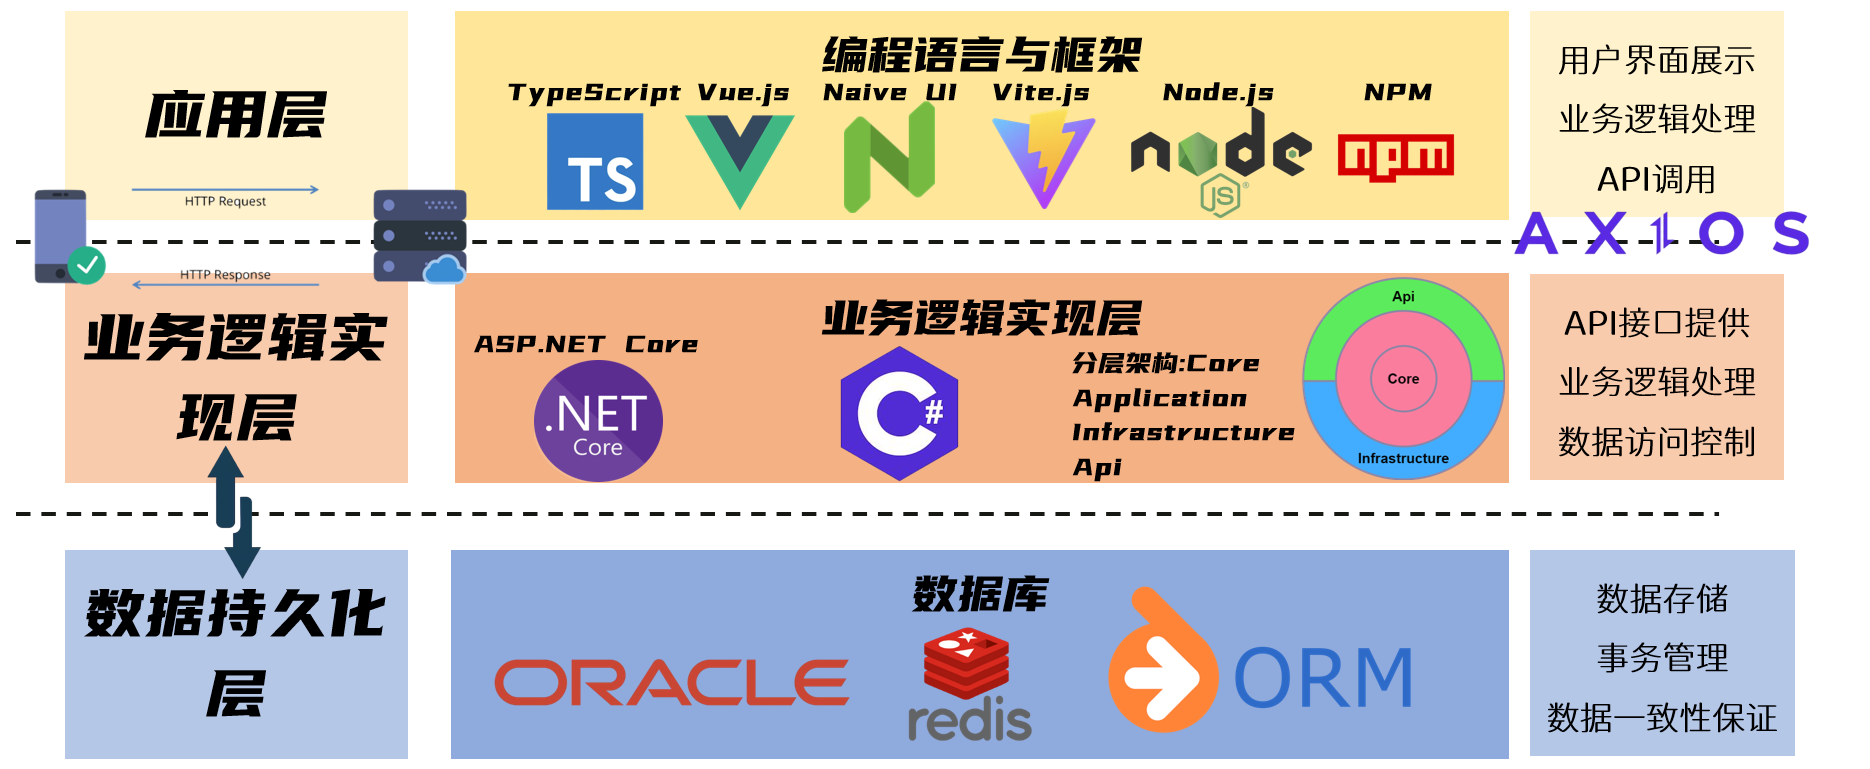 应用层
HTTP Request
HTTP Response
编程语言与框架
TypeScript
Vue.js
Naive UI
Vite.js
Node.js
NPM
TS
node
JS
®
npm
用户界面展示
业务逻辑处理
API调用
AXIOS
业务逻辑实
现层
业务逻辑实现层
ASP.NET Core
.NET
Core
C#
分层架构:Core
Application
Infrastructure
Api
Api
Core
Infrastructure
API接口提供
业务逻辑处理
数据访问控制
数据持久化
层
数据库
ORACLE
redis
ORM
数据存储
事务管理
数据一致性保证